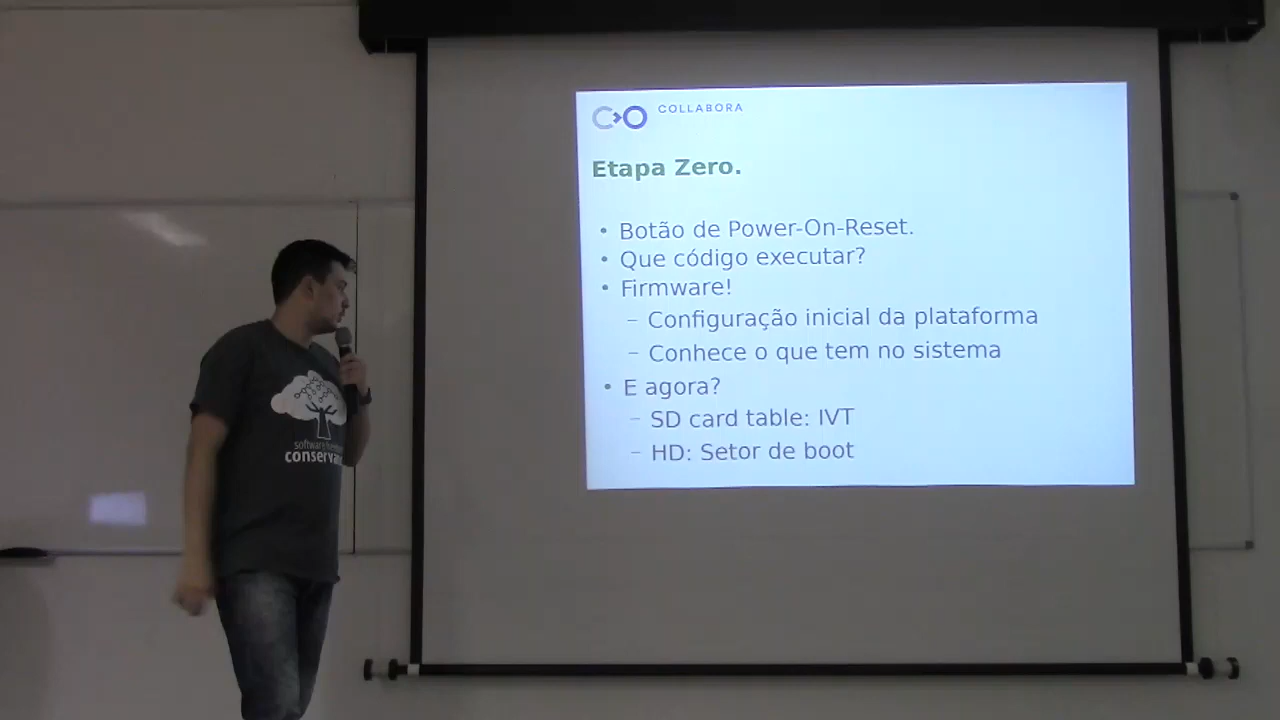 COLLABORA
Etapa Zero.
• Botão de Power-On-Reset.
• Que código executar?
• Firmware!
– Configuração inicial da plataforma
– Conhece o que tem no sistema
• E agora?
– SD card table: IVT
– HD: Setor de boot
software